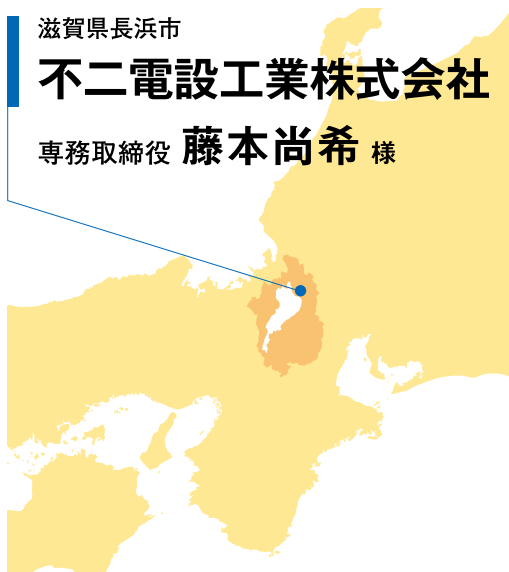 滋賀県長浜市
不二電設工業株式会社
専務取締役 藤本尚希 様